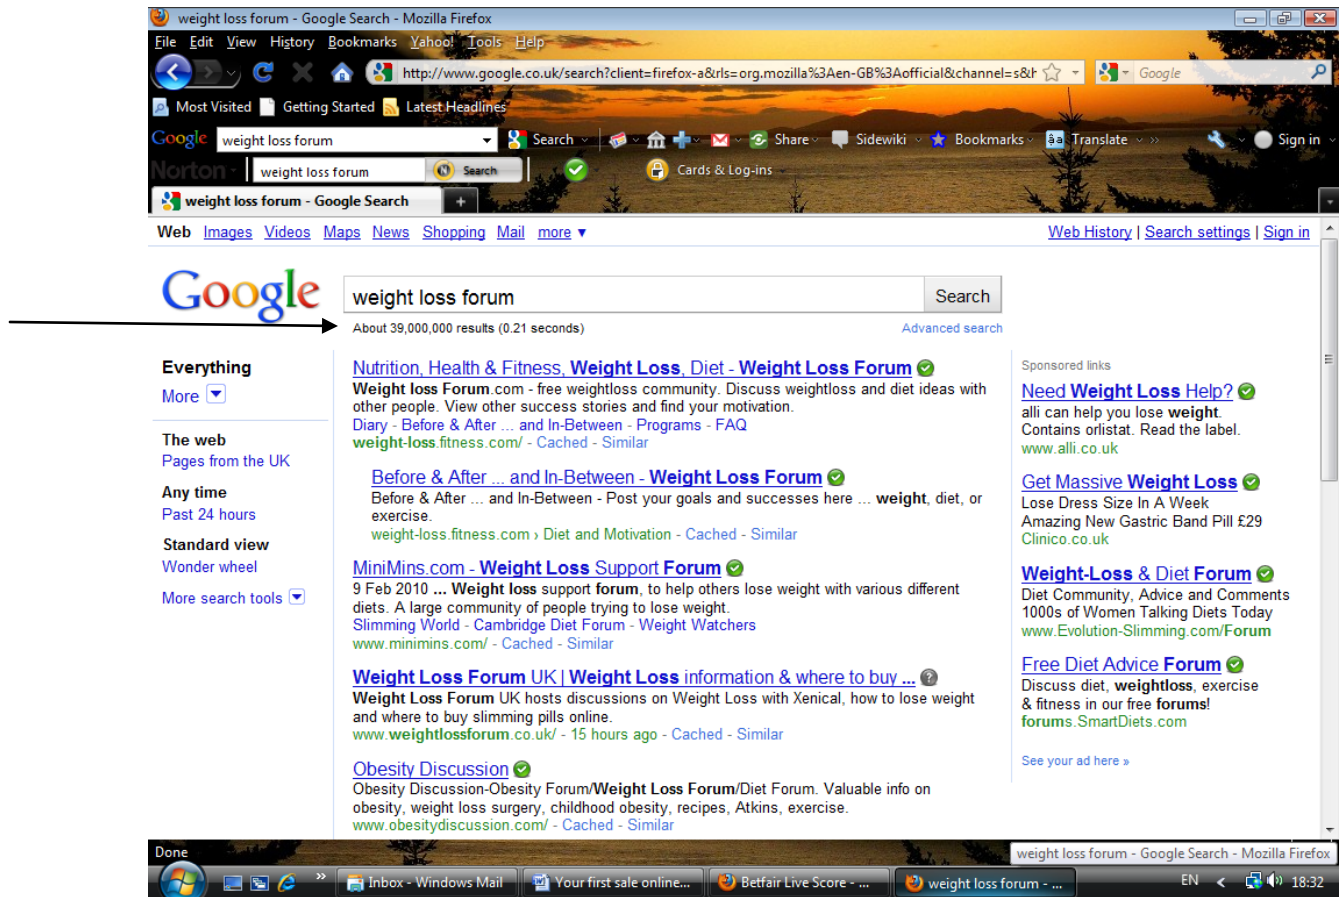 weight loss forum - Google Search - Mozilla Firefox
File Edit View History Bookmarks Yahoo! Tools Help
http://www.google.co.uk/search?client=firefox-a&rls=org.mozilla%3Aen-GB%3Aofficial&channel=s&h
Google
Most Visited Getting Started Latest Headlines
Google weight loss forum Search Share Sidewiki Bookmarks Translate » Sign in
Norton weight loss forum Search Cards & Log-ins
weight loss forum - Google Search +
Web Images Videos Maps News Shopping Mail more ▼ Web History | Search settings | Sign in
Google weight loss forum Search
About 39,000,000 results (0.21 seconds) Advanced search
Everything
More
The web
Pages from the UK
Any time
Past 24 hours
Standard view
Wonder wheel
More search tools
Nutrition, Health & Fitness, Weight Loss, Diet - Weight Loss Forum
Weight loss Forum.com - free weightloss community. Discuss weightloss and diet ideas with
other people. View other success stories and find your motivation.
Diary - Before & After ... and In-Between - Programs - FAQ
weight-loss.fitness.com/ - Cached - Similar
Before & After ... and In-Between - Weight Loss Forum
Before & After ... and In-Between - Post your goals and successes here ... weight, diet, or
exercise.
weight-loss.fitness.com › Diet and Motivation - Cached - Similar
MiniMins.com - Weight Loss Support Forum
9 Feb 2010 ... Weight loss support forum, to help others lose weight with various different
diets. A large community of people trying to lose weight.
Slimming World - Cambridge Diet Forum - Weight Watchers
www.minimins.com/ - Cached - Similar
Weight Loss Forum UK | Weight Loss information & where to buy ...
Weight Loss Forum UK hosts discussions on Weight Loss with Xenical, how to lose weight
and where to buy slimming pills online.
www.weightlossforum.co.uk/ - 15 hours ago - Cached - Similar
Obesity Discussion
Obesity Discussion-Obesity Forum/Weight Loss Forum/Diet Forum. Valuable info on
obesity, weight loss surgery, childhood obesity, recipes, Atkins, exercise.
www.obesitydiscussion.com/ - Cached - Similar
Sponsored links
Need Weight Loss Help?
alli can help you lose weight.
Contains orlistat. Read the label.
www.alli.co.uk
Get Massive Weight Loss
Lose Dress Size In A Week
Amazing New Gastric Band Pill £29
Clinico.co.uk
Weight-Loss & Diet Forum
Diet Community, Advice and Comments
1000s of Women Talking Diets Today
www.Evolution-Slimming.com/Forum
Free Diet Advice Forum
Discuss diet, weightloss, exercise
& fitness in our free forums!
forums.SmartDiets.com
See your ad here »
Done
weight loss forum - Google Search - Mozilla Firefox
» Inbox - Windows Mail Your first sale online... Betfair Live Score - ... weight loss forum - ... EN < 18:32